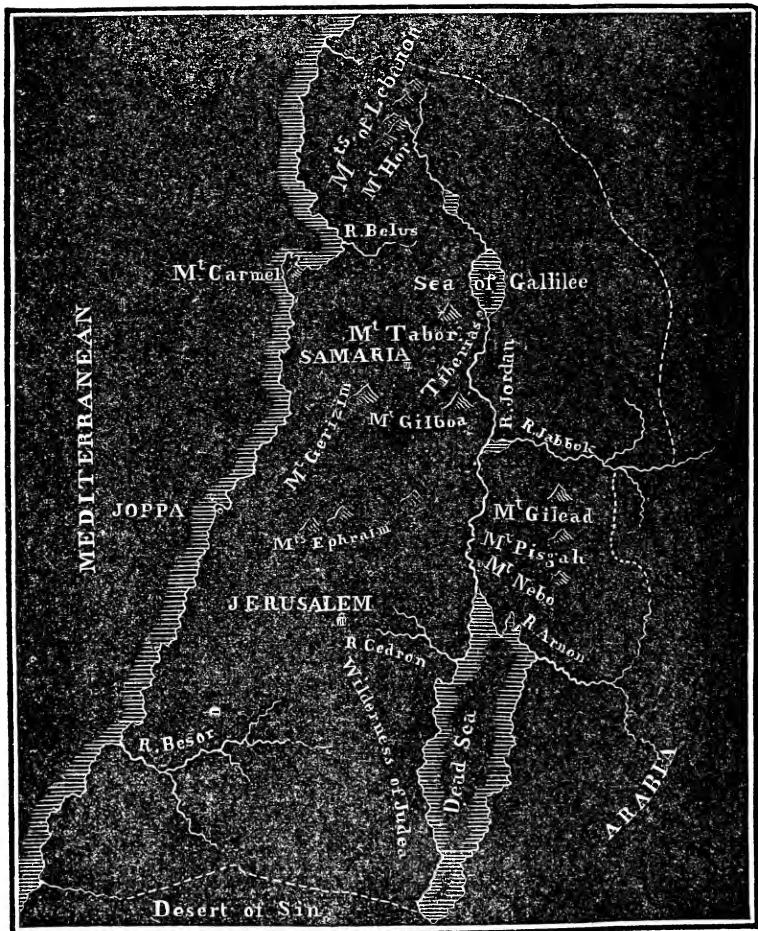 Mts of Lebanon
Mt Hor
R. Belus
Mt Carmel
Sea of Gallilee
Mt Tabor
SAMARIA
Tiberias
R. Jordan
MEDITERRANEAN
Mt Gerizim
Mt Gilboa
R. Jabbok
JOPPA
Mt Gilead
Mts Ephraim
Mt Pisgah
Mt Nebo
JERUSALEM
R. Cedron
R. Arnon
Wilderness of Judea
Dead Sea
R. Besor
ARABIA
Desert of Sin